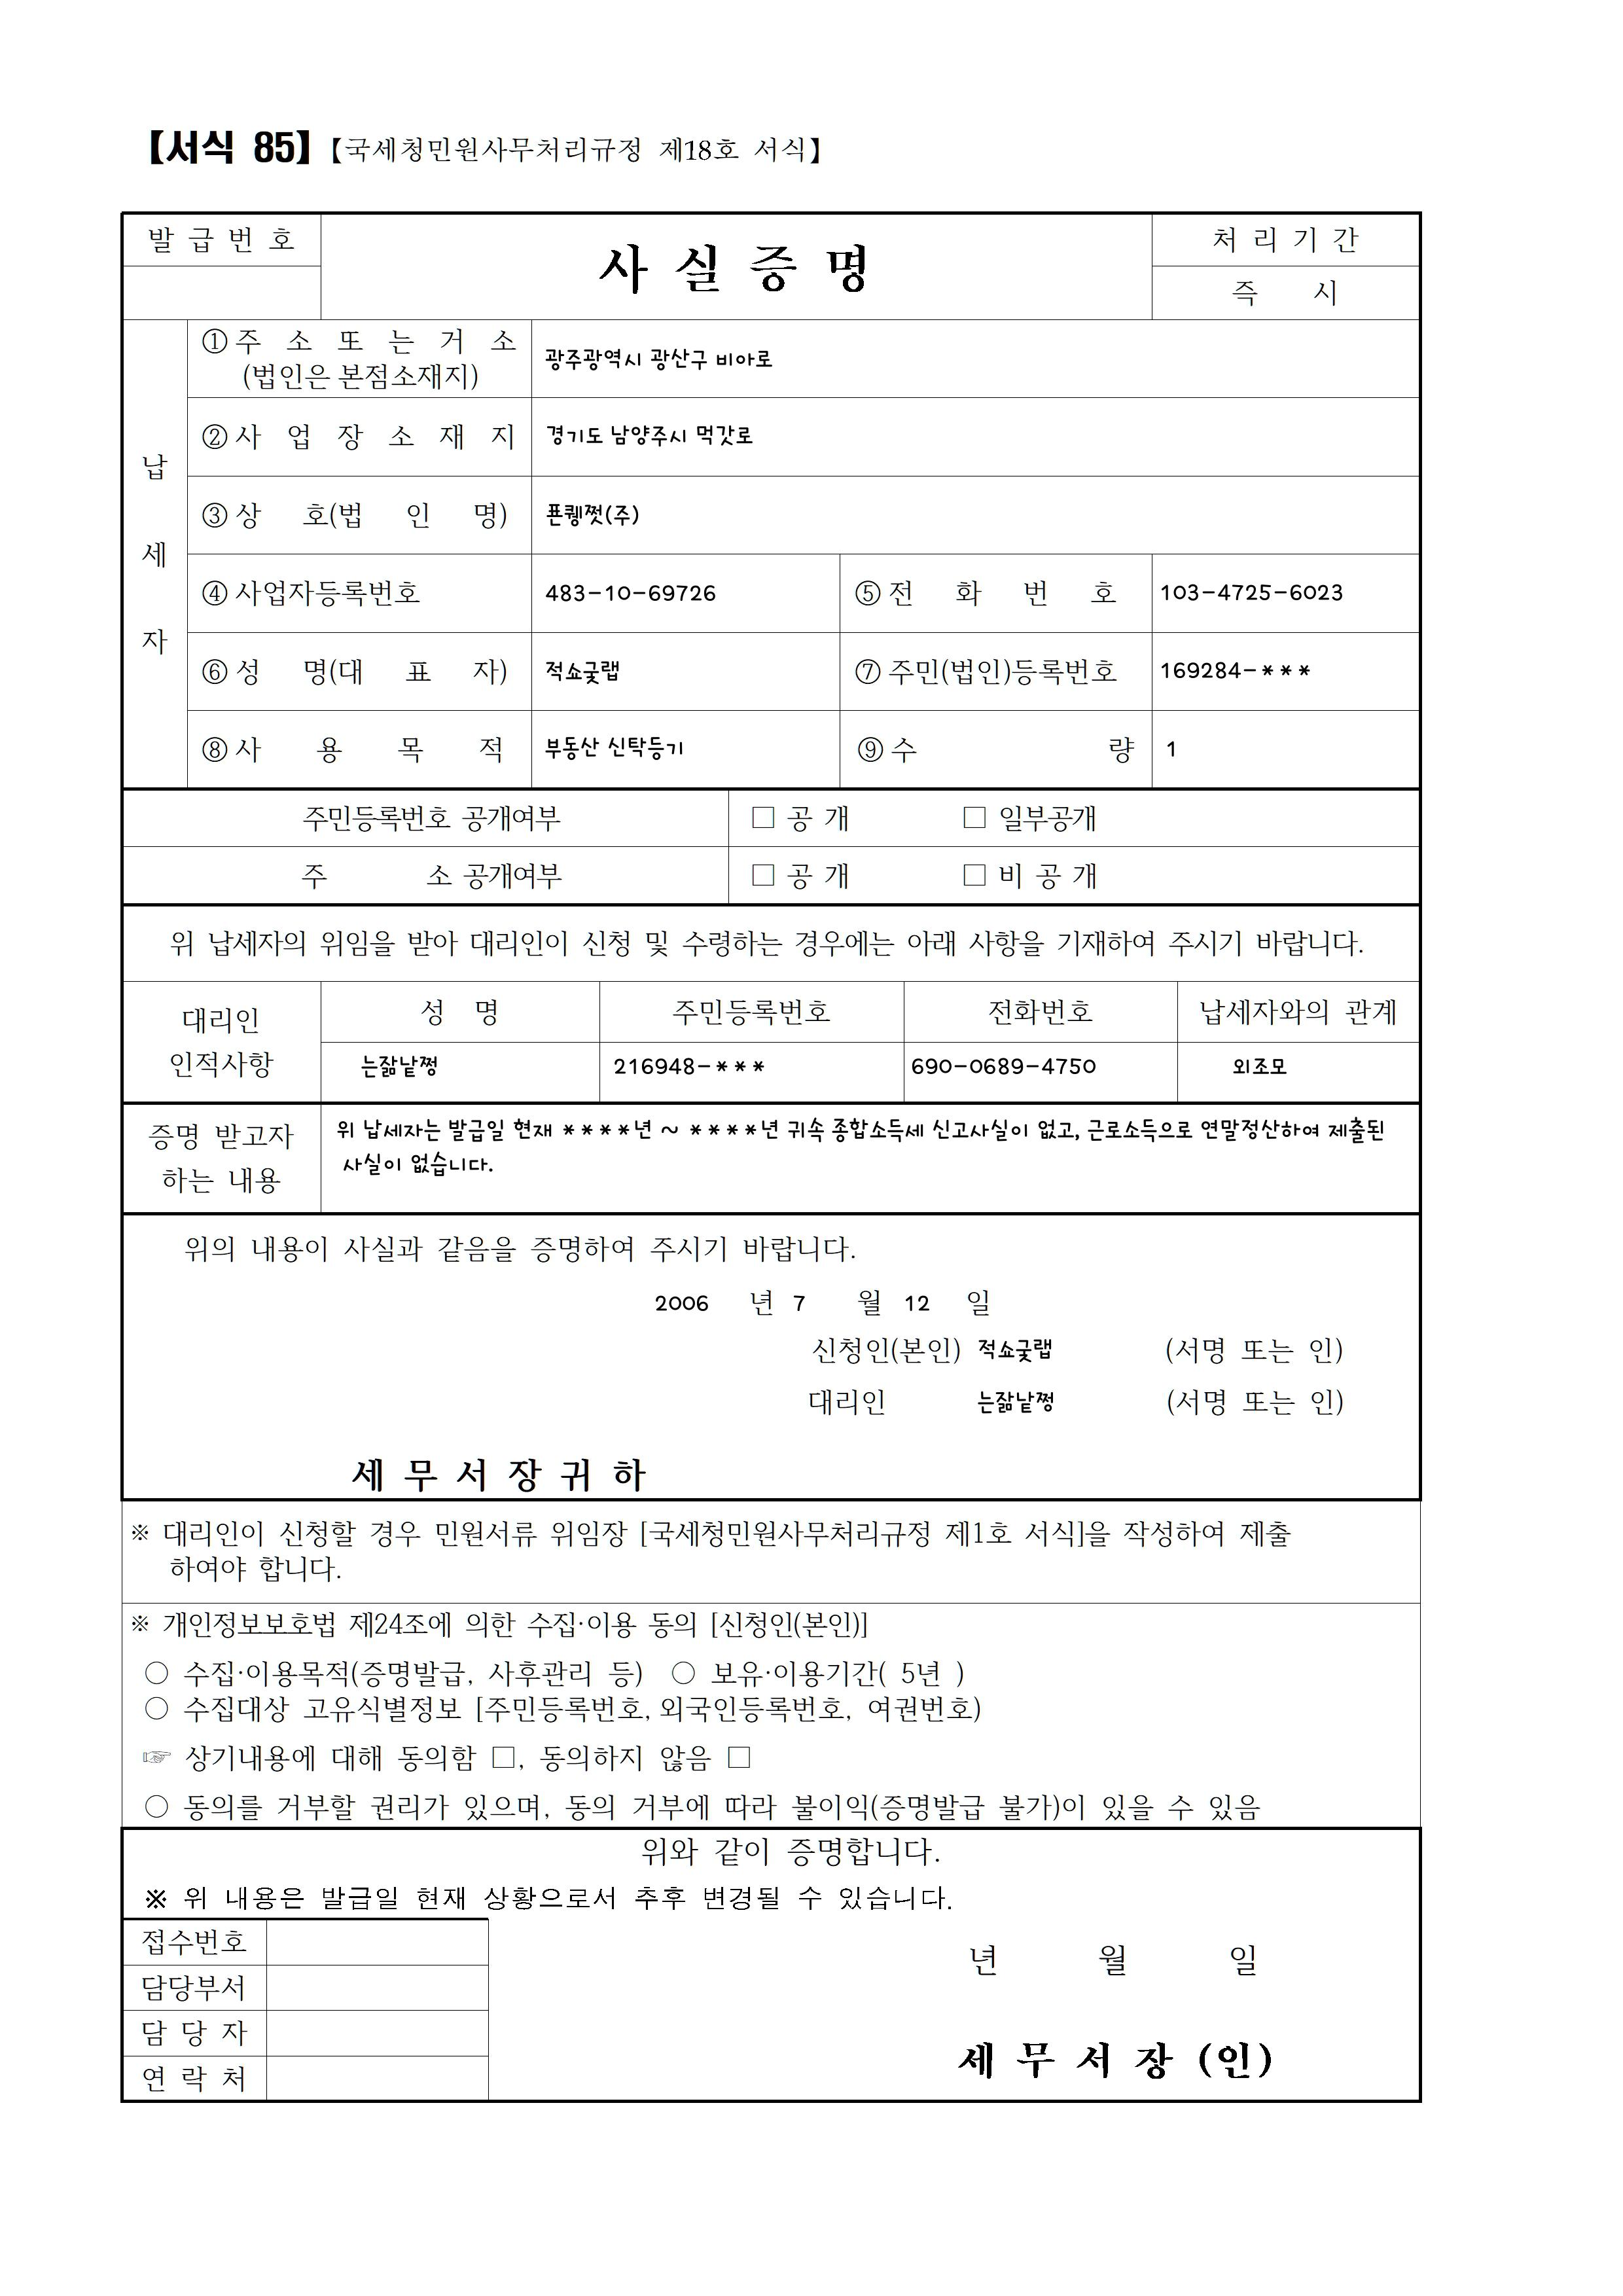 【서식 85】【국세청민원사무처리규정 제18호 서식】
발 급 번 호
사 실 증 명
처 리 기 간
즉 시
납 세 자
① 주 소 또 는 거 소
(법인은 본점소재지)
광주광역시 광산구 비아로
② 사 업 장 소 재 지
경기도 남양주시 먹갓로
③ 상 호(법 인 명)
푠퀭쩟(주)
④ 사업자등록번호
483-10-69726
⑤ 전 화 번 호
103-4725-6023
⑥ 성 명(대 표 자)
적쇼궂랩
⑦ 주민(법인)등록번호
169284-***
⑧ 사 용 목 적
부동산 신탁등기
⑨ 수 량
1
주민등록번호 공개여부
□ 공 개 □ 일부공개
주 소 공개여부
□ 공 개 □ 비 공 개
위 납세자의 위임을 받아 대리인이 신청 및 수령하는 경우에는 아래 사항을 기재하여 주시기 바랍니다.
대리인
인적사항
성 명
주민등록번호
전화번호
납세자와의 관계
는잚낱쪙
216948-***
690-0689-4750
외조모
증명 받고자
하는 내용
위 납세자는 발급일 현재 ****년 ~ ****년 귀속 종합소득세 신고사실이 없고, 근로소득으로 연말정산하여 제출된
사실이 없습니다.
위의 내용이 사실과 같음을 증명하여 주시기 바랍니다.
2006 년 7 월 12 일
신청인(본인) 적쇼궂랩 (서명 또는 인)
대리인 는잚낱쪙 (서명 또는 인)
세 무 서 장 귀 하
※ 대리인이 신청할 경우 민원서류 위임장 [국세청민원사무처리규정 제1호 서식]을 작성하여 제출
하여야 합니다.
※ 개인정보보호법 제24조에 의한 수집·이용 동의 [신청인(본인)]
○ 수집·이용목적(증명발급, 사후관리 등) ○ 보유·이용기간( 5년 )
○ 수집대상 고유식별정보 [주민등록번호, 외국인등록번호, 여권번호)
☞ 상기내용에 대해 동의함 □, 동의하지 않음 □
○ 동의를 거부할 권리가 있으며, 동의 거부에 따라 불이익(증명발급 불가)이 있을 수 있음
위와 같이 증명합니다.
※ 위 내용은 발급일 현재 상황으로서 추후 변경될 수 있습니다.
접수번호
담당부서
담 당 자
연 락 처
년 월 일
세 무 서 장 (인)